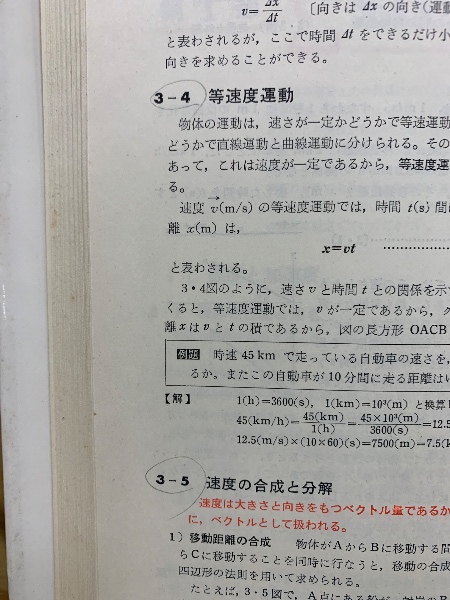 v=Δx/Δt 〔向きは Δx の向き(運動
と表わされるが，ここで時間 Δt をできるだけ小
向きを求めることができる。
3-4 等速度運動
物体の運動は，速さが一定かどうかで等速運動
どうかで直線運動と曲線運動に分けられる。その
あって，これは速度が一定であるから，等速度運
る。
速度 v(m/s) の等速度運動では，時間 t(s) 間に
離 x(m) は，
x=vt ……………
と表わされる。
3・4図のように，速さ v と時間 t との関係を示す
くると，等速度運動では，v が一定であるから，グ
離 x は v と t の積であるから，図の長方形 OACB
例題 時速 45 km で走っている自動車の速さを，
るか。またこの自動車が 10 分間に走る距離はい
【解】 1(h)=3600(s)， 1(km)=10³(m) と換算し
45(km/h)=45(km)/1(h)=45×10³(m)/3600(s)=12.5
12.5(m/s)×(10×60)(s)=7500(m)=7.5(k
3-5 速度の合成と分解
速度は大きさと向きをもつベクトル量であるか
に，ベクトルとして扱われる。
1) 移動距離の合成 物体が A から B に移動する間
ら C に移動することを同時に行なうと，移動の合成
四辺形の法則を用いて求められる。
たとえば，3・5図で，A点にある船が，対岸のB